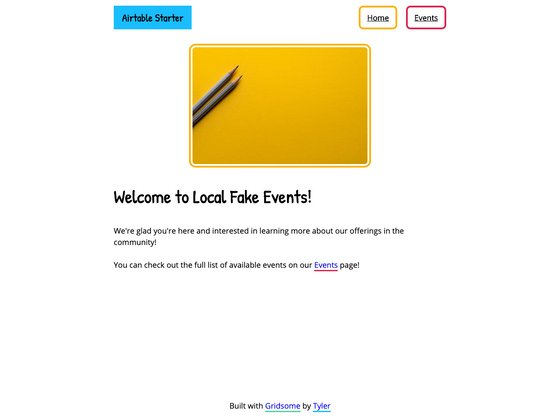 Airtable Starter
Home
Events
Welcome to Local Fake Events!
We're glad you're here and interested in learning more about our offerings in the
community!
You can check out the full list of available events on our Events page!
Built with Gridsome by Tyler